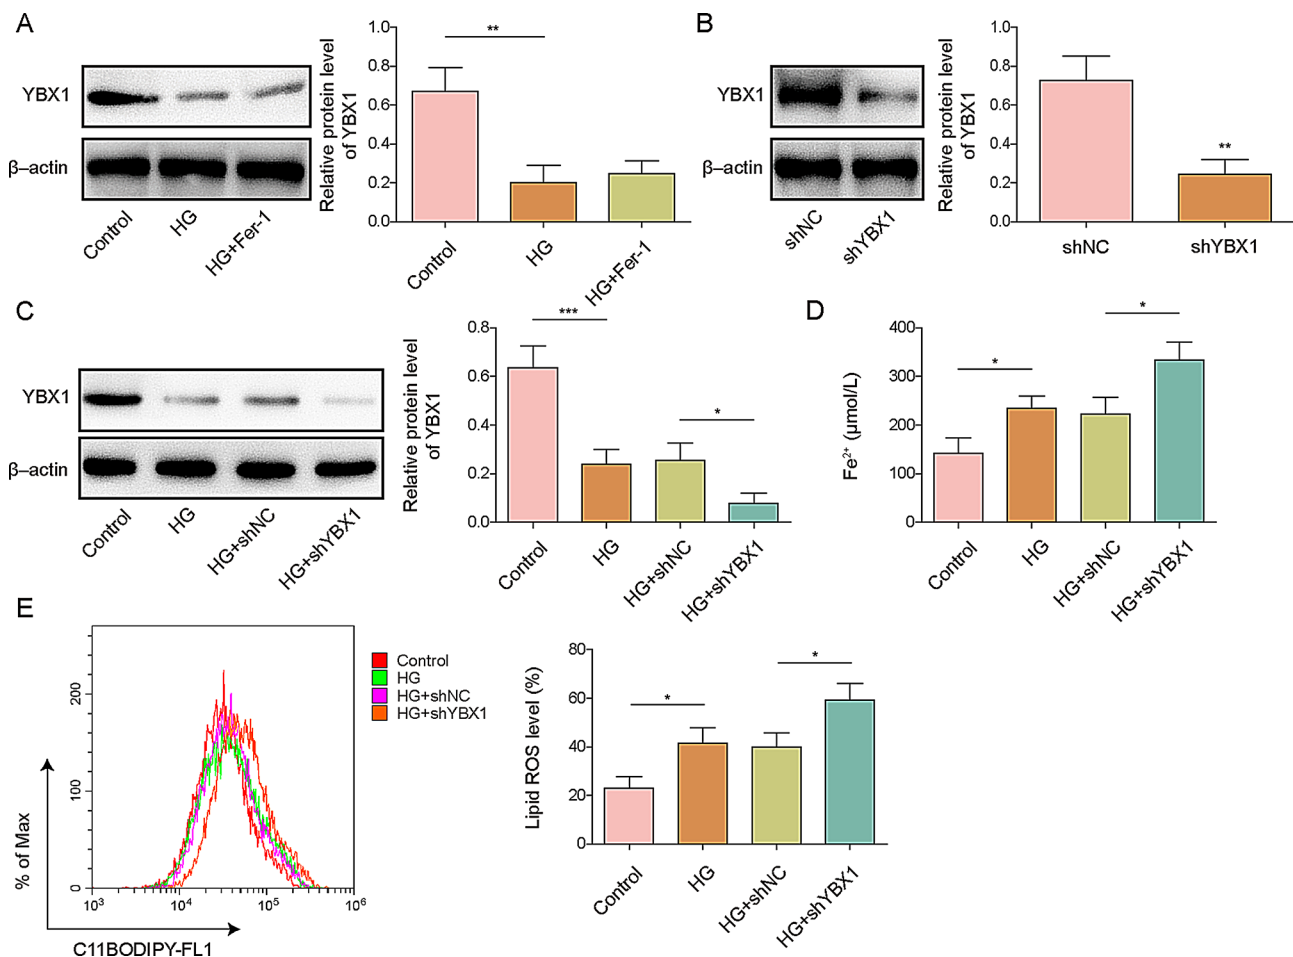 A
YBX1
β–actin
Control
HG
HG+Fer-1
Relative protein level
of YBX1
1.0
0.8
0.6
0.4
0.2
0.0
**
Control
HG
HG+Fer-1
B
YBX1
β–actin
shNC
shYBX1
Relative protein level
of YBX1
1.0
0.8
0.6
0.4
0.2
0.0
**
shNC
shYBX1
C
YBX1
β–actin
Control
HG
HG+shNC
HG+shYBX1
Relative protein level
of YBX1
0.8
0.6
0.4
0.2
0.0
***
*
Control
HG
HG+shNC
HG+shYBX1
D
Fe²⁺ (μmol/L)
400
300
200
100
0
*
*
Control
HG
HG+shNC
HG+shYBX1
E
% of Max
200
100
0
10³
10⁴
10⁵
10⁶
C11BODIPY-FL1
Control
HG
HG+shNC
HG+shYBX1
Lipid ROS level (%)
80
60
40
20
0
*
*
Control
HG
HG+shNC
HG+shYBX1